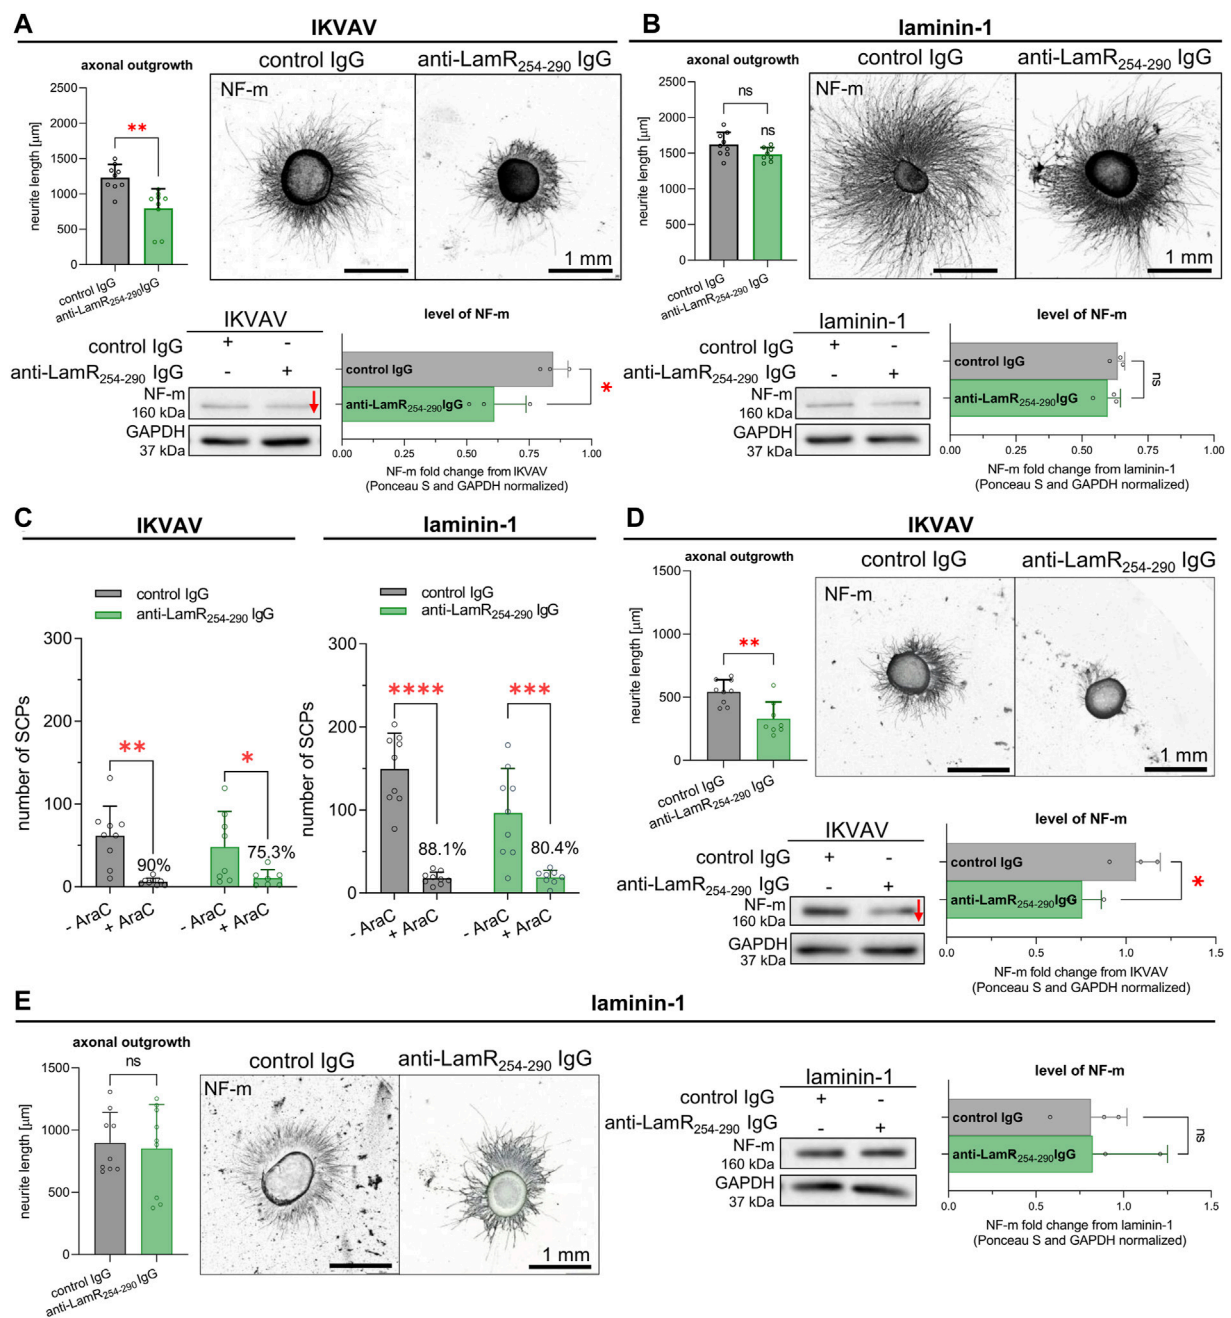 A
IKVAV
axonal outgrowth
control IgG
anti-LamR254-290 IgG
NF-m
1 mm
neurite length [μm]
2500
2000
1500
1000
500
0
**
control IgG
anti-LamR254-290IgG
IKVAV
control IgG + -
anti-LamR254-290 IgG - +
NF-m
160 kDa
GAPDH
37 kDa
level of NF-m
control IgG
anti-LamR254-290IgG
*
0.00 0.25 0.50 0.75 1.00
NF-m fold change from IKVAV
(Ponceau S and GAPDH normalized)
B
laminin-1
axonal outgrowth
control IgG
anti-LamR254-290 IgG
NF-m
1 mm
neurite length [μm]
2500
2000
1500
1000
500
0
ns
ns
control IgG
anti-LamR254-290 IgG
laminin-1
control IgG + -
anti-LamR254-290 IgG - +
NF-m
160 kDa
GAPDH
37 kDa
level of NF-m
control IgG
anti-LamR254-290IgG
ns
0.00 0.25 0.50 0.75 1.00
NF-m fold change from laminin-1
(Ponceau S and GAPDH normalized)
C
IKVAV
control IgG
anti-LamR254-290 IgG
number of SCPs
300
200
100
0
**
*
90%
75.3%
- AraC + AraC - AraC + AraC
laminin-1
control IgG
anti-LamR254-290 IgG
number of SCPs
300
200
100
0
****
***
88.1%
80.4%
- AraC + AraC - AraC + AraC
D
IKVAV
axonal outgrowth
control IgG
anti-LamR254-290 IgG
NF-m
1 mm
neurite length [μm]
1500
1000
500
0
**
control IgG
anti-LamR254-290 IgG
IKVAV
control IgG + -
anti-LamR254-290 IgG - +
NF-m
160 kDa
GAPDH
37 kDa
level of NF-m
control IgG
anti-LamR254-290IgG
*
0.0 0.5 1.0 1.5
NF-m fold change from IKVAV
(Ponceau S and GAPDH normalized)
E
laminin-1
axonal outgrowth
control IgG
anti-LamR254-290 IgG
NF-m
1 mm
neurite length [μm]
1500
1000
500
0
ns
control IgG
anti-LamR254-290 IgG
laminin-1
control IgG + -
anti-LamR254-290 IgG - +
NF-m
160 kDa
GAPDH
37 kDa
level of NF-m
control IgG
anti-LamR254-290IgG
ns
0.0 0.5 1.0 1.5
NF-m fold change from laminin-1
(Ponceau S and GAPDH normalized)